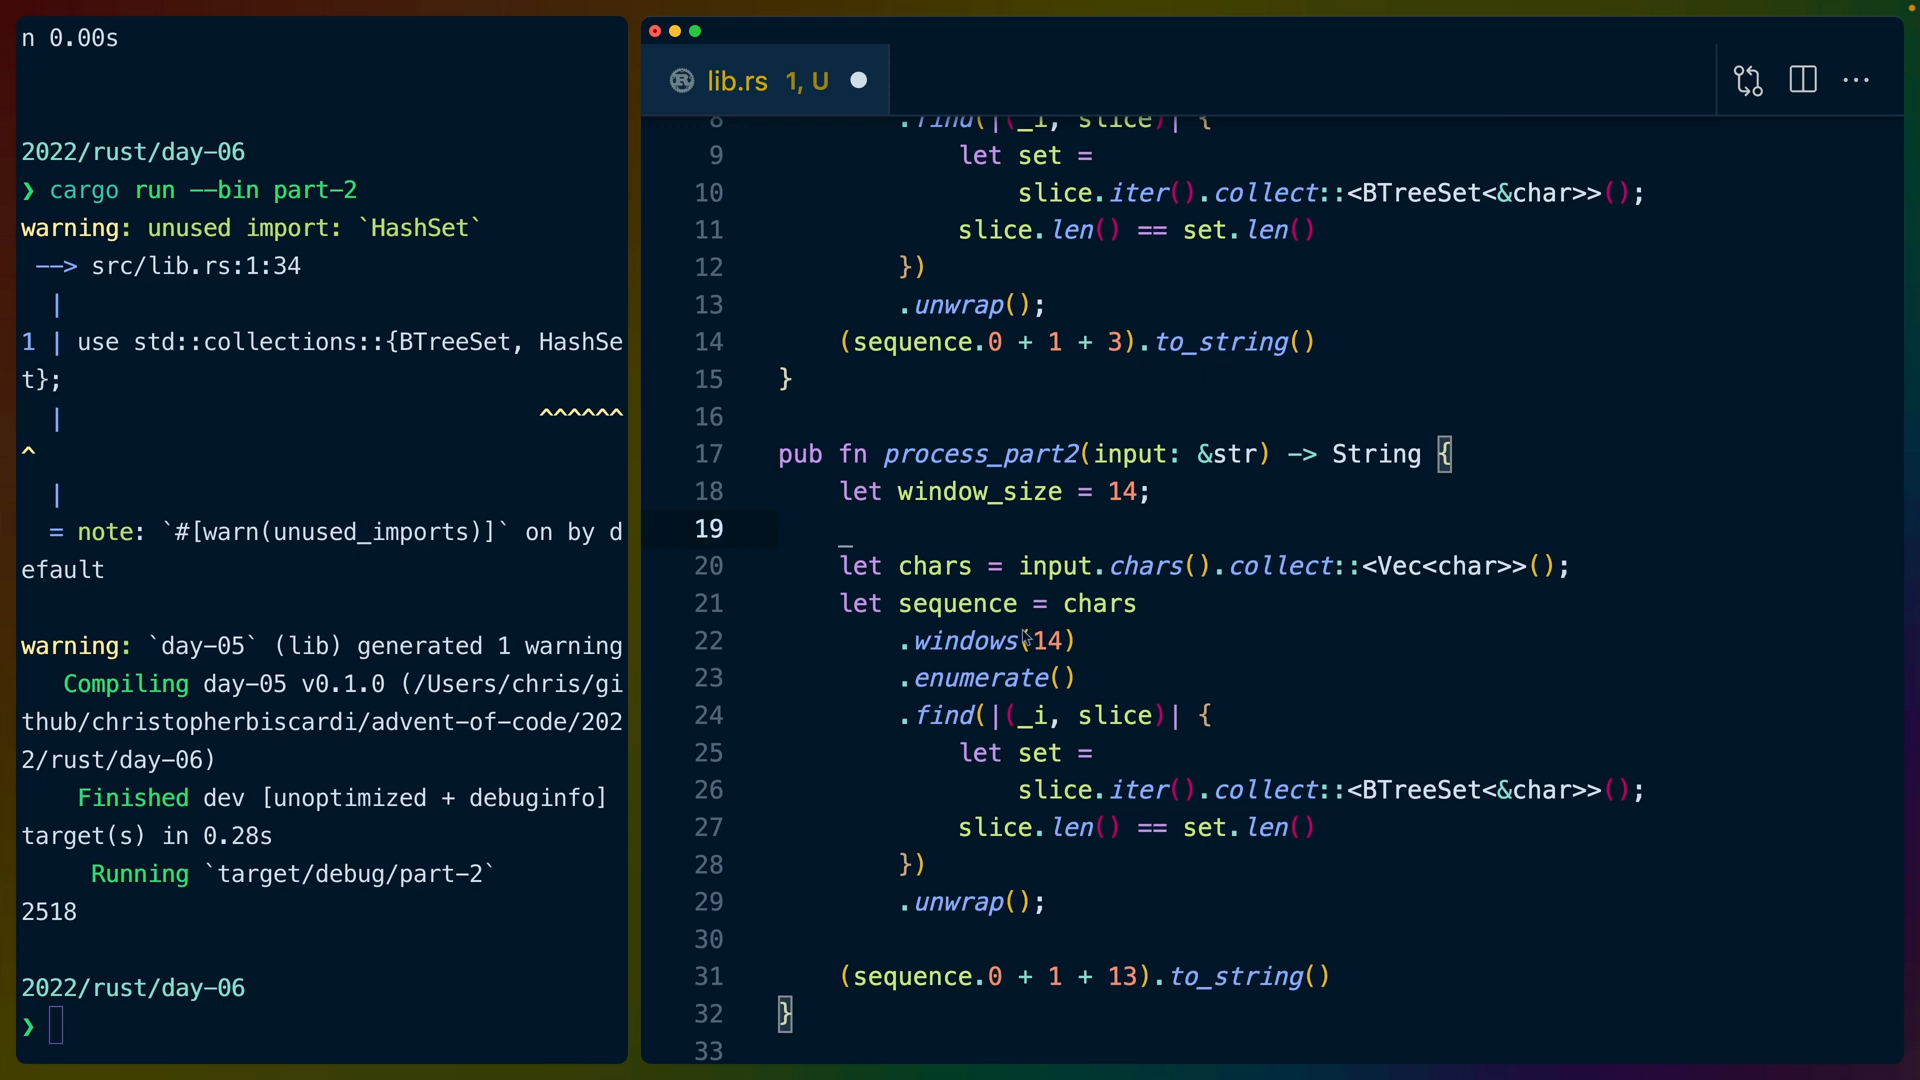 n 0.00s
2022/rust/day-06
❯ cargo run --bin part-2
warning: unused import: `HashSet`
 --> src/lib.rs:1:34
  |
1 | use std::collections::{BTreeSet, HashSe
t};
  |                                  ^^^^^^
^
  |
  = note: `#[warn(unused_imports)]` on by d
efault
warning: `day-05` (lib) generated 1 warning
   Compiling day-05 v0.1.0 (/Users/chris/gi
thub/christopherbiscardi/advent-of-code/202
2/rust/day-06)
    Finished dev [unoptimized + debuginfo]
target(s) in 0.28s
     Running `target/debug/part-2`
2518
2022/rust/day-06
❯
lib.rs 1, U
8         .find(|(_i, slice)| {
9             let set =
10                 slice.iter().collect::<BTreeSet<&char>>();
11             slice.len() == set.len()
12         })
13         .unwrap();
14     (sequence.0 + 1 + 3).to_string()
15 }
16
17 pub fn process_part2(input: &str) -> String {
18     let window_size = 14;
19
20     let chars = input.chars().collect::<Vec<char>>();
21     let sequence = chars
22         .windows(14)
23         .enumerate()
24         .find(|(_i, slice)| {
25             let set =
26                 slice.iter().collect::<BTreeSet<&char>>();
27             slice.len() == set.len()
28         })
29         .unwrap();
30
31     (sequence.0 + 1 + 13).to_string()
32 }
33